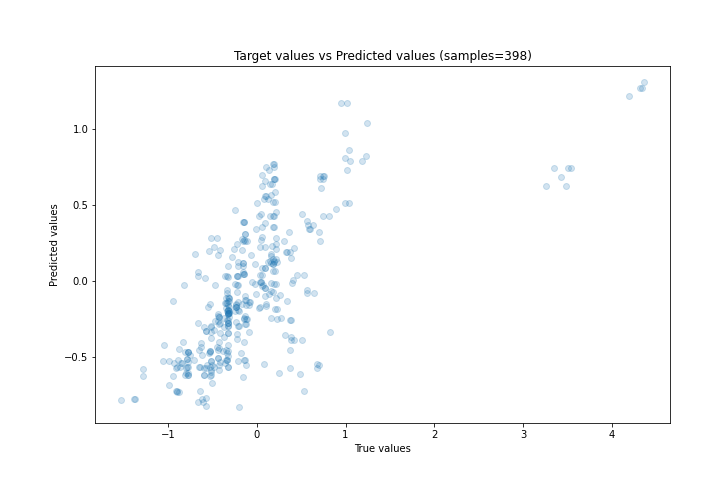 Target values vs Predicted values (samples=398)
1.0
0.5
0.0
−0.5
Predicted values
−1 0 1 2 3 4
True values